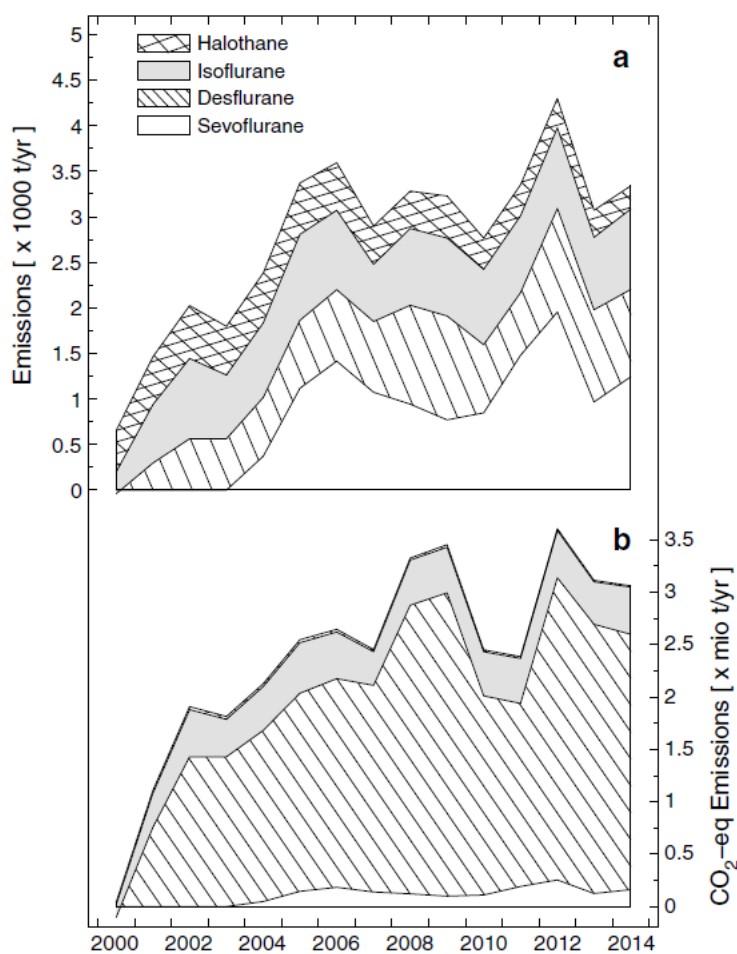 5
4.5
4
3.5
3
2.5
2
1.5
1
0.5
0
Emissions [ x 1000 t/yr ]
Halothane
Isoflurane
Desflurane
Sevoflurane
a
b
3.5
3
2.5
2
1.5
1
0.5
0
CO₂–eq Emissions [ x mio t/yr ]
2000 2002 2004 2006 2008 2010 2012 2014